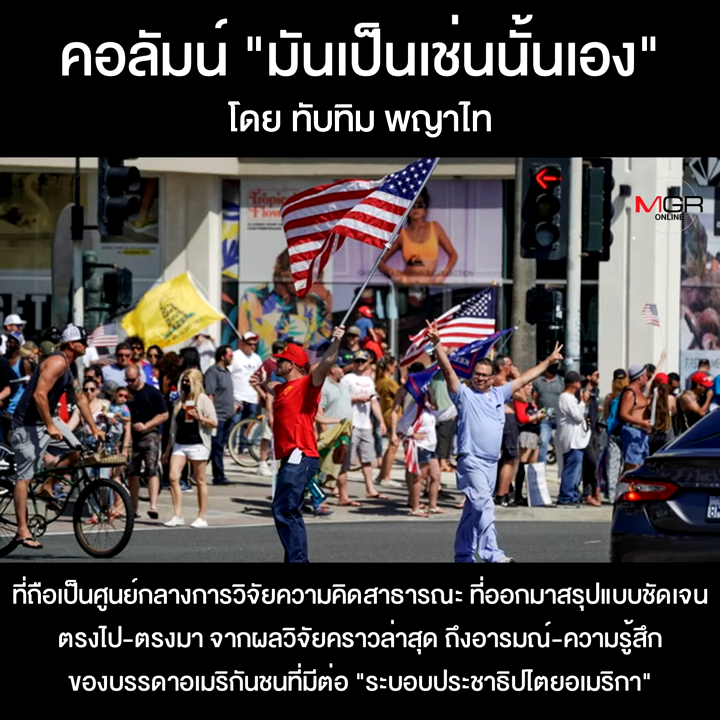 คอลัมน์ "มันเป็นเช่นนั้นเอง"
โดย ทับทิม พญาไท
MGR
ONLINE
Tropic
Flow
ที่ถือเป็นศูนย์กลางการวิจัยความคิดสาธารณะ ที่ออกมาสรุปแบบชัดเจน
ตรงไป-ตรงมา จากผลวิจัยคราวล่าสุด ถึงอารมณ์-ความรู้สึก
ของบรรดาอเมริกันชนที่มีต่อ "ระบอบประชาธิปไตยอเมริกา"